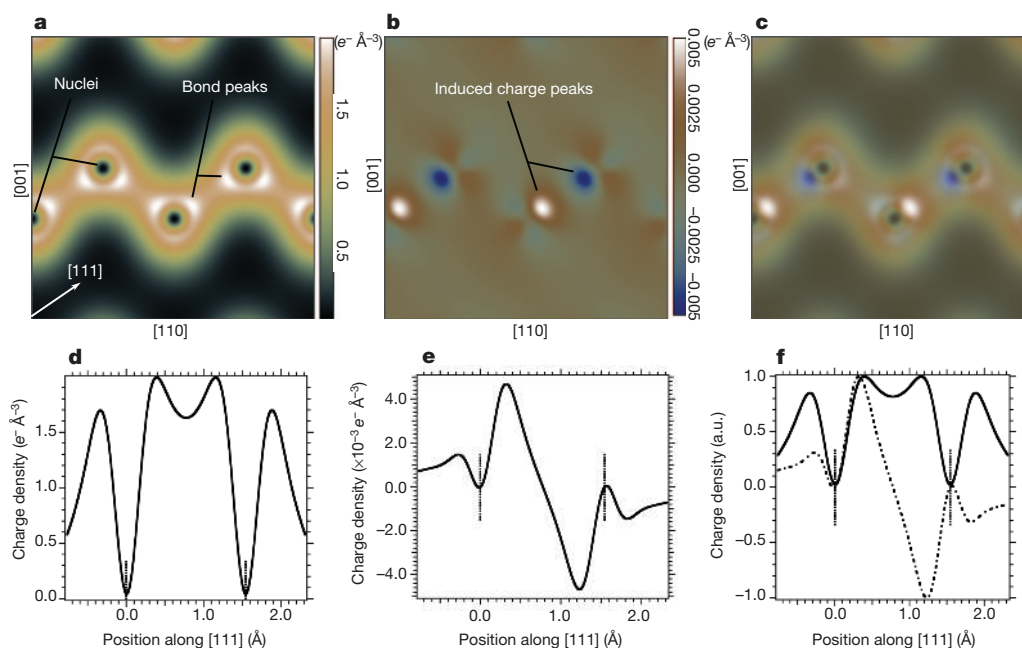 a
(e⁻ Å⁻³)
Nuclei
Bond peaks
1.5
1.0
0.5
[001]
[111]
[110]
b
(e⁻ Å⁻³)
Induced charge peaks
0.005
0.0025
0.000
−0.0025
−0.005
[001]
[110]
c
[001]
[110]
d
Charge density (e⁻ Å⁻³)
1.5
1.0
0.5
0.0
0.0
1.0
2.0
Position along [111] (Å)
e
Charge density (×10⁻³ e⁻ Å⁻³)
4.0
2.0
0.0
−2.0
−4.0
0.0
1.0
2.0
Position along [111] (Å)
f
Charge density (a.u.)
1.0
0.5
0.0
−0.5
−1.0
0.0
1.0
2.0
Position along [111] (Å)